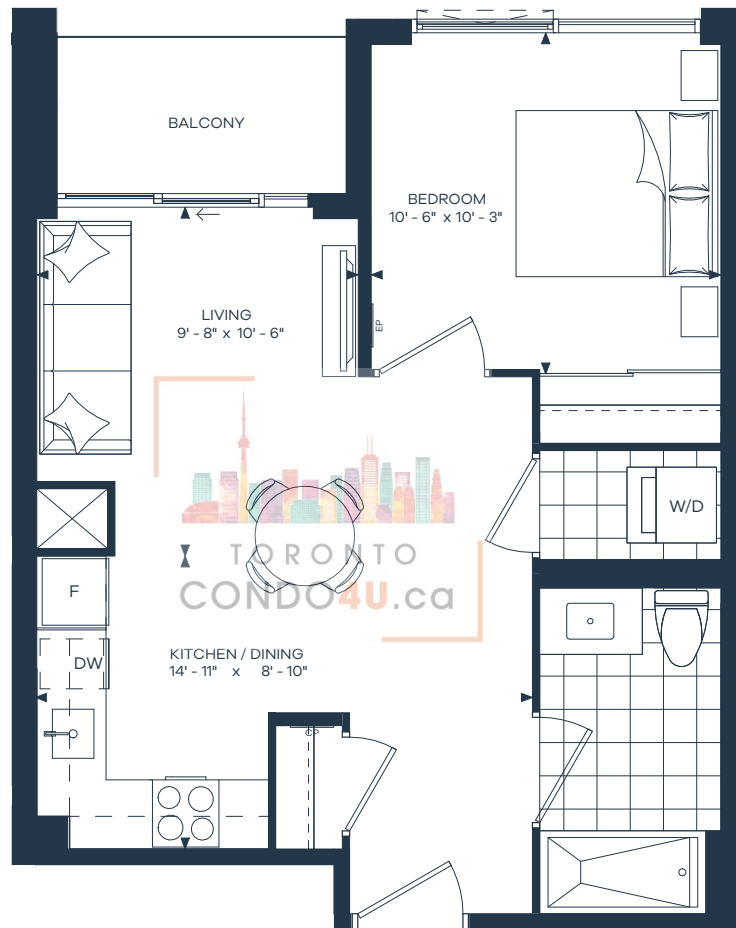 BALCONY
BEDROOM
10' - 6" x 10' - 3"
LIVING
9' - 8" x 10' - 6"
EP
W/D
TORONTO
CONDO4U.ca
F
DW
KITCHEN / DINING
14' - 11" x 8' - 10"